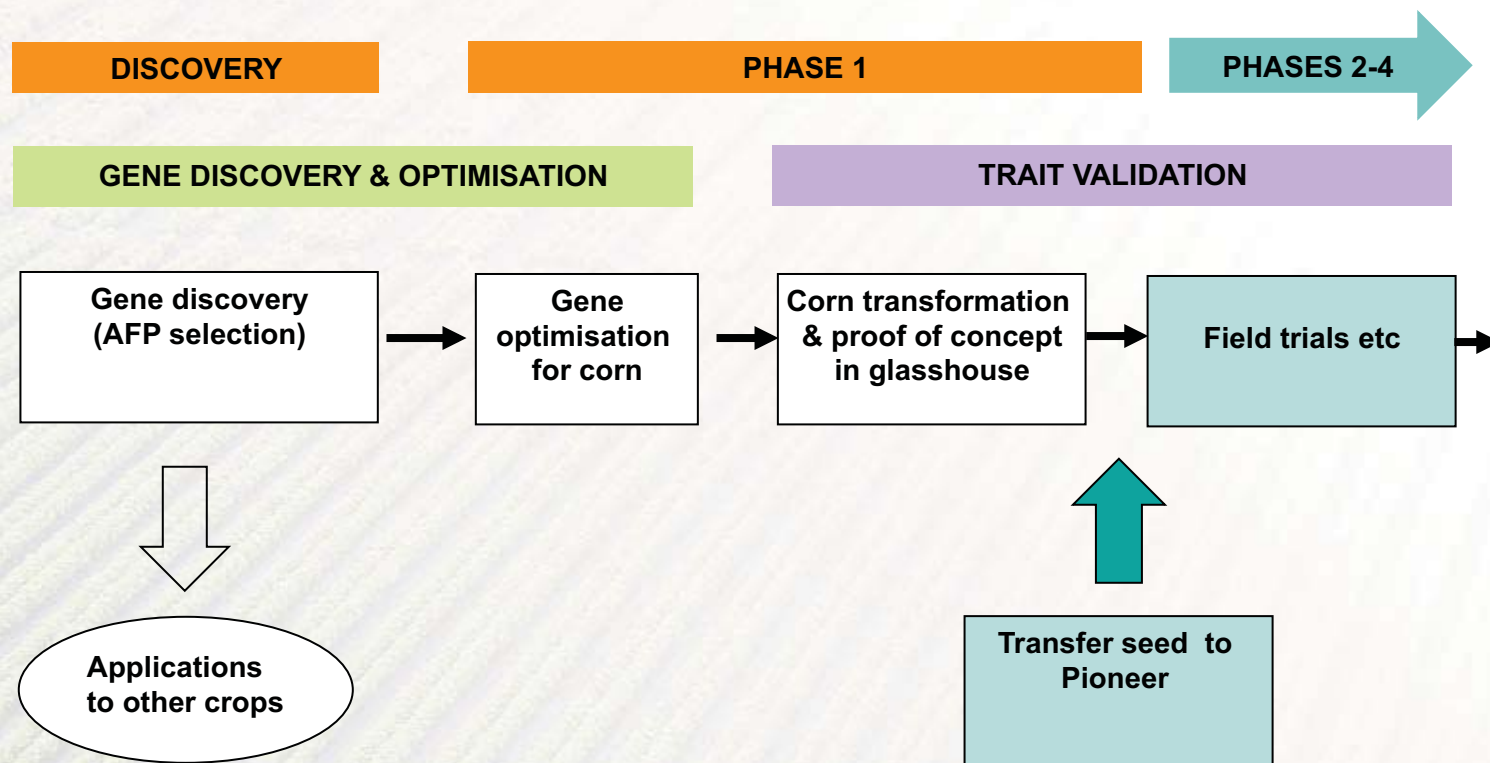 DISCOVERY
PHASE 1
PHASES 2-4
GENE DISCOVERY & OPTIMISATION
TRAIT VALIDATION
Gene discovery
(AFP selection)
Gene
optimisation
for corn
Corn transformation
& proof of concept
in glasshouse
Field trials etc
Applications
to other crops
Transfer seed to
Pioneer